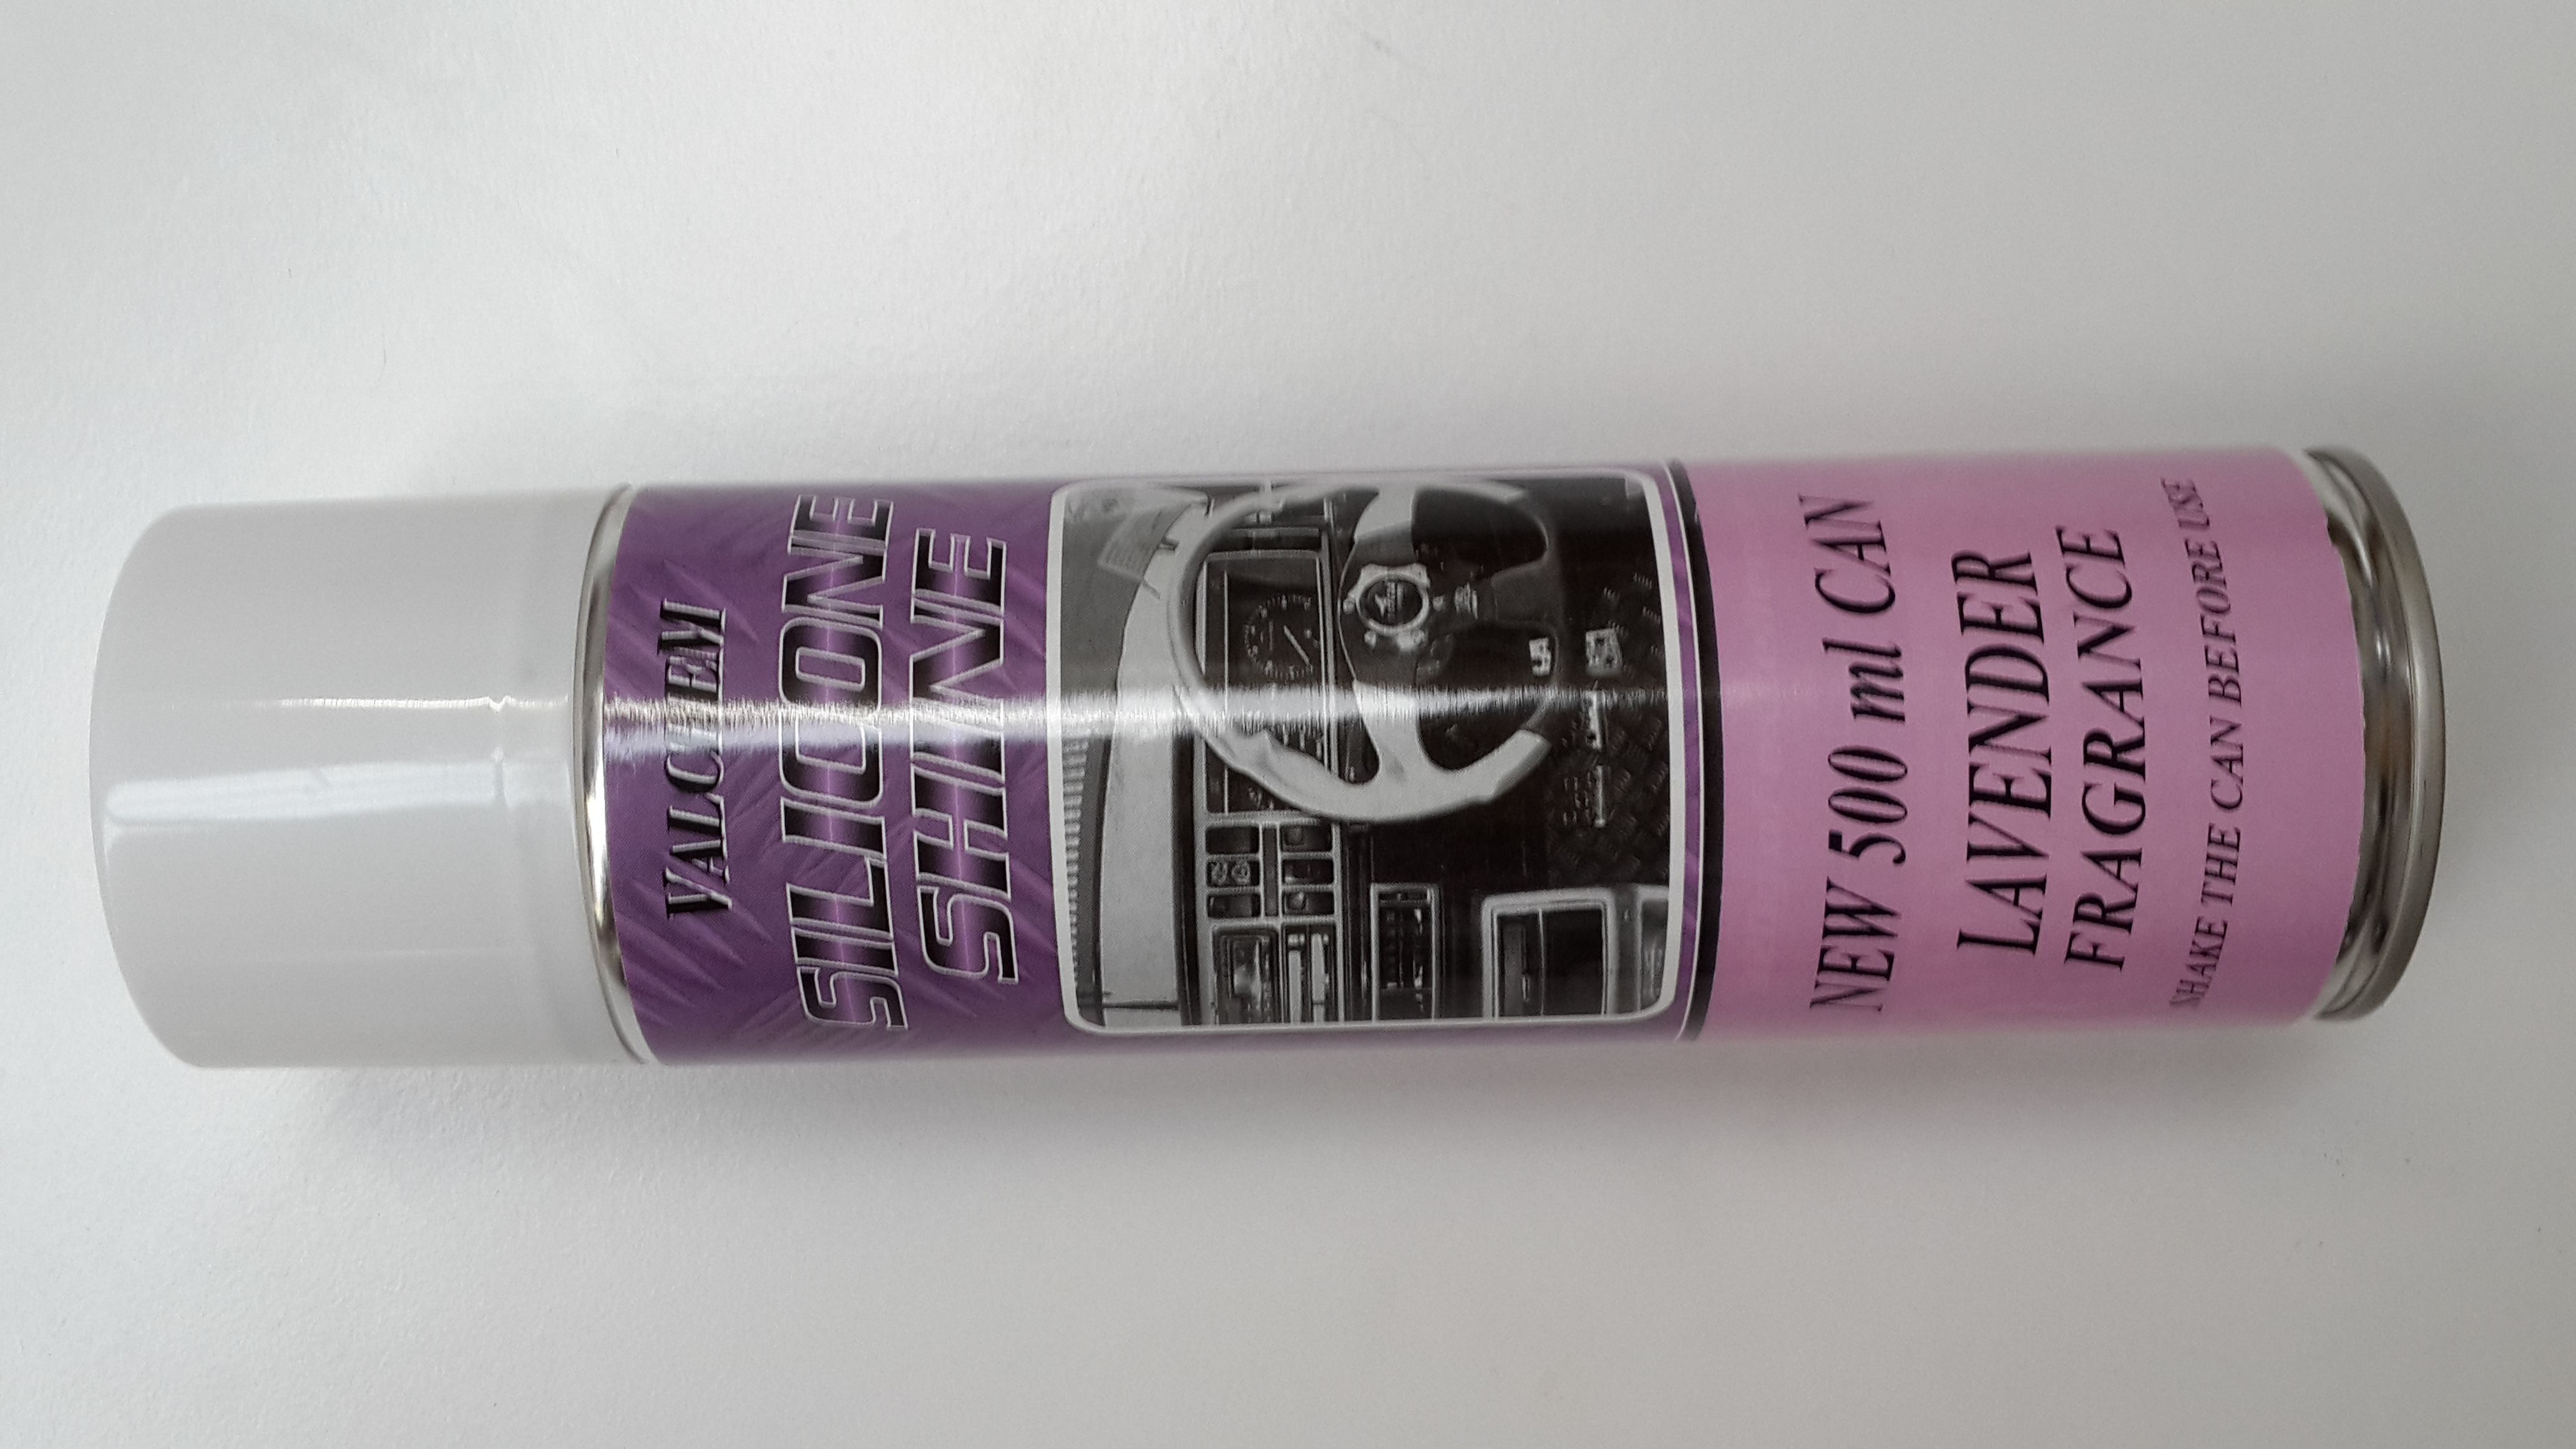 VALCHEM
SILICONE
SHINE
NEW 500 ml CAN
LAVENDER
FRAGRANCE
SHAKE THE CAN BEFORE USE